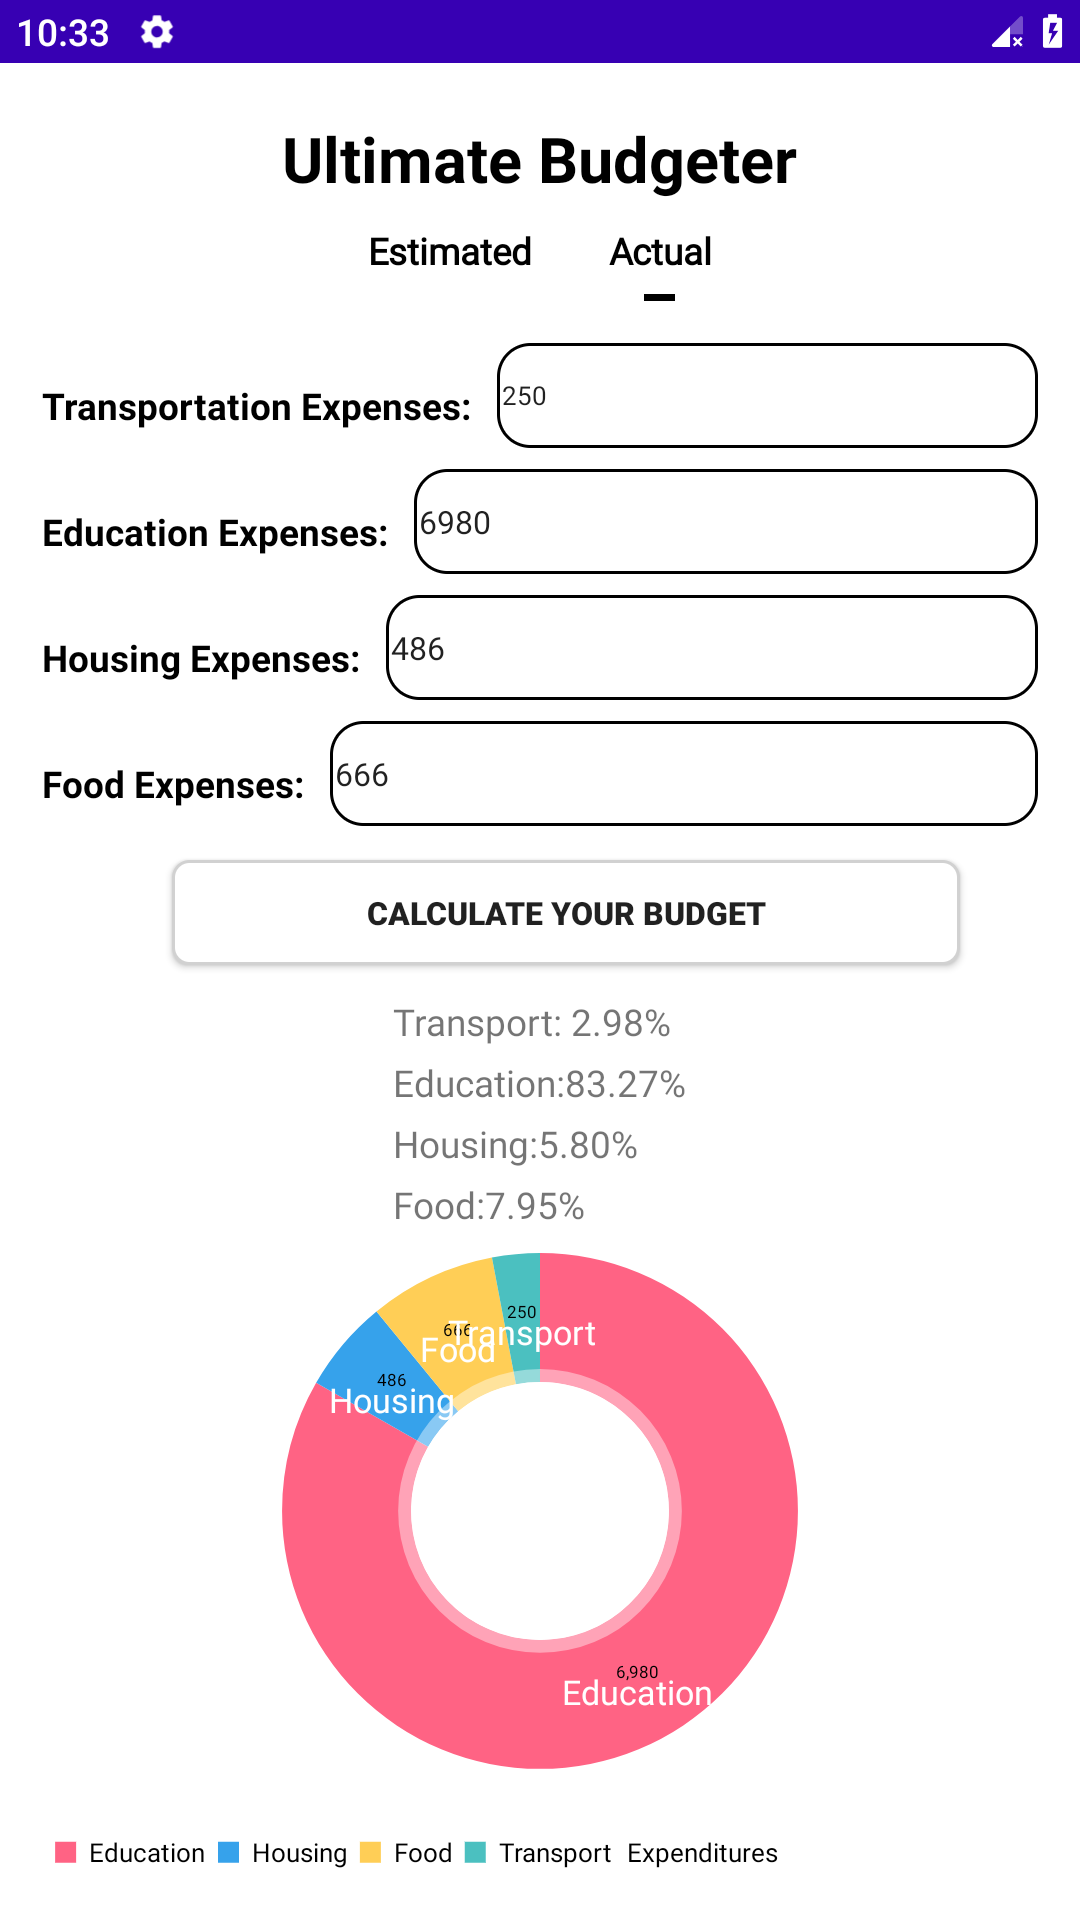 10:33
Ultimate Budgeter
Estimated Actual
Transportation Expenses: 250
Education Expenses: 6980
Housing Expenses: 486
Food Expenses: 666
CALCULATE YOUR BUDGET
Transport: 2.98%
Education:83.27%
Housing:5.80%
Food:7.95%
250
666 Transport
Food
486
Housing
6,980
Education
Education Housing Food Transport Expenditures